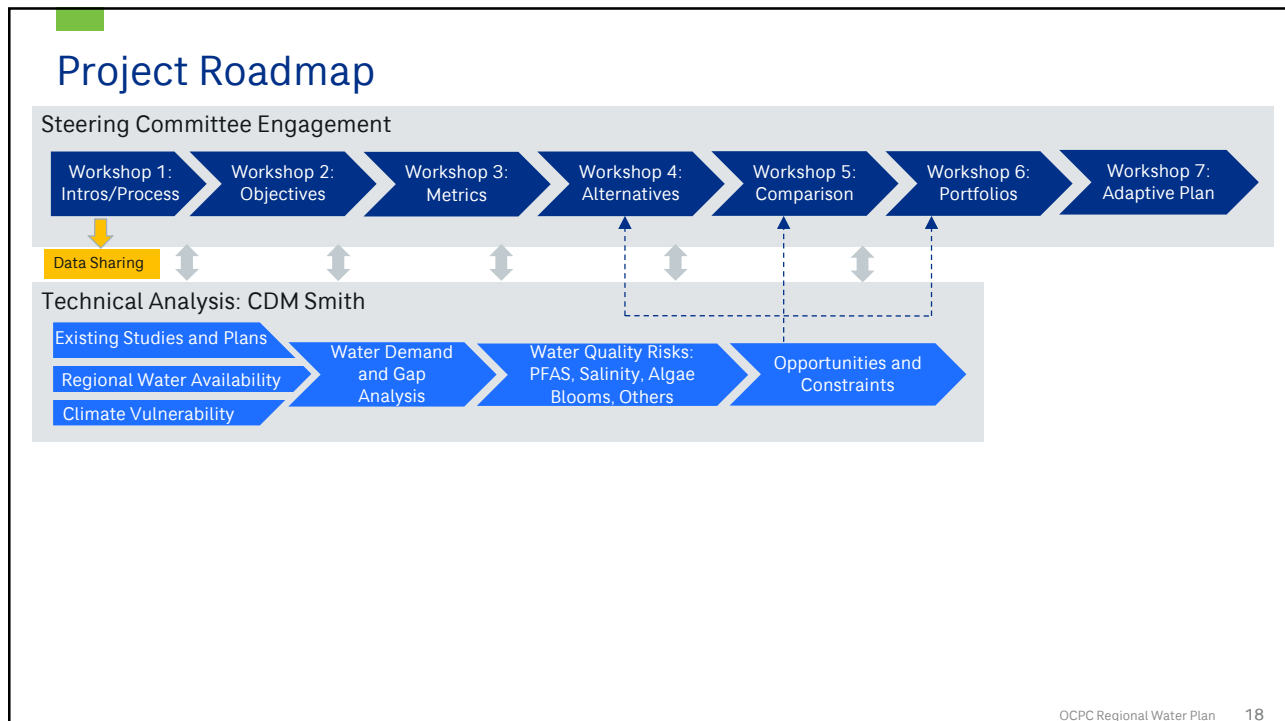 Project Roadmap
Steering Committee Engagement
Workshop 1:
Intros/Process
Workshop 2:
Objectives
Workshop 3:
Metrics
Workshop 4:
Alternatives
Workshop 5:
Comparison
Workshop 6:
Portfolios
Workshop 7:
Adaptive Plan
Data Sharing
Technical Analysis: CDM Smith
Existing Studies and Plans
Regional Water Availability
Climate Vulnerability
Water Demand
and Gap
Analysis
Water Quality Risks:
PFAS, Salinity, Algae
Blooms, Others
Opportunities and
Constraints
OCPC Regional Water Plan 18